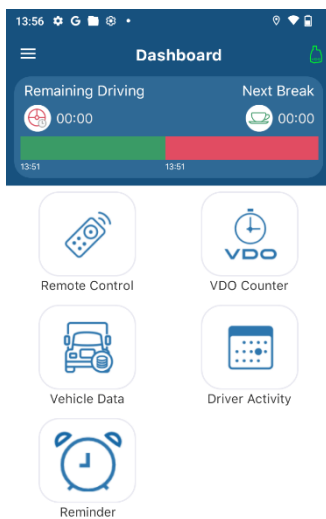 13:56 G
Dashboard
Remaining Driving Next Break
00:00 00:00
13:51 13:51
VDO
Remote Control VDO Counter
Vehicle Data Driver Activity
Reminder